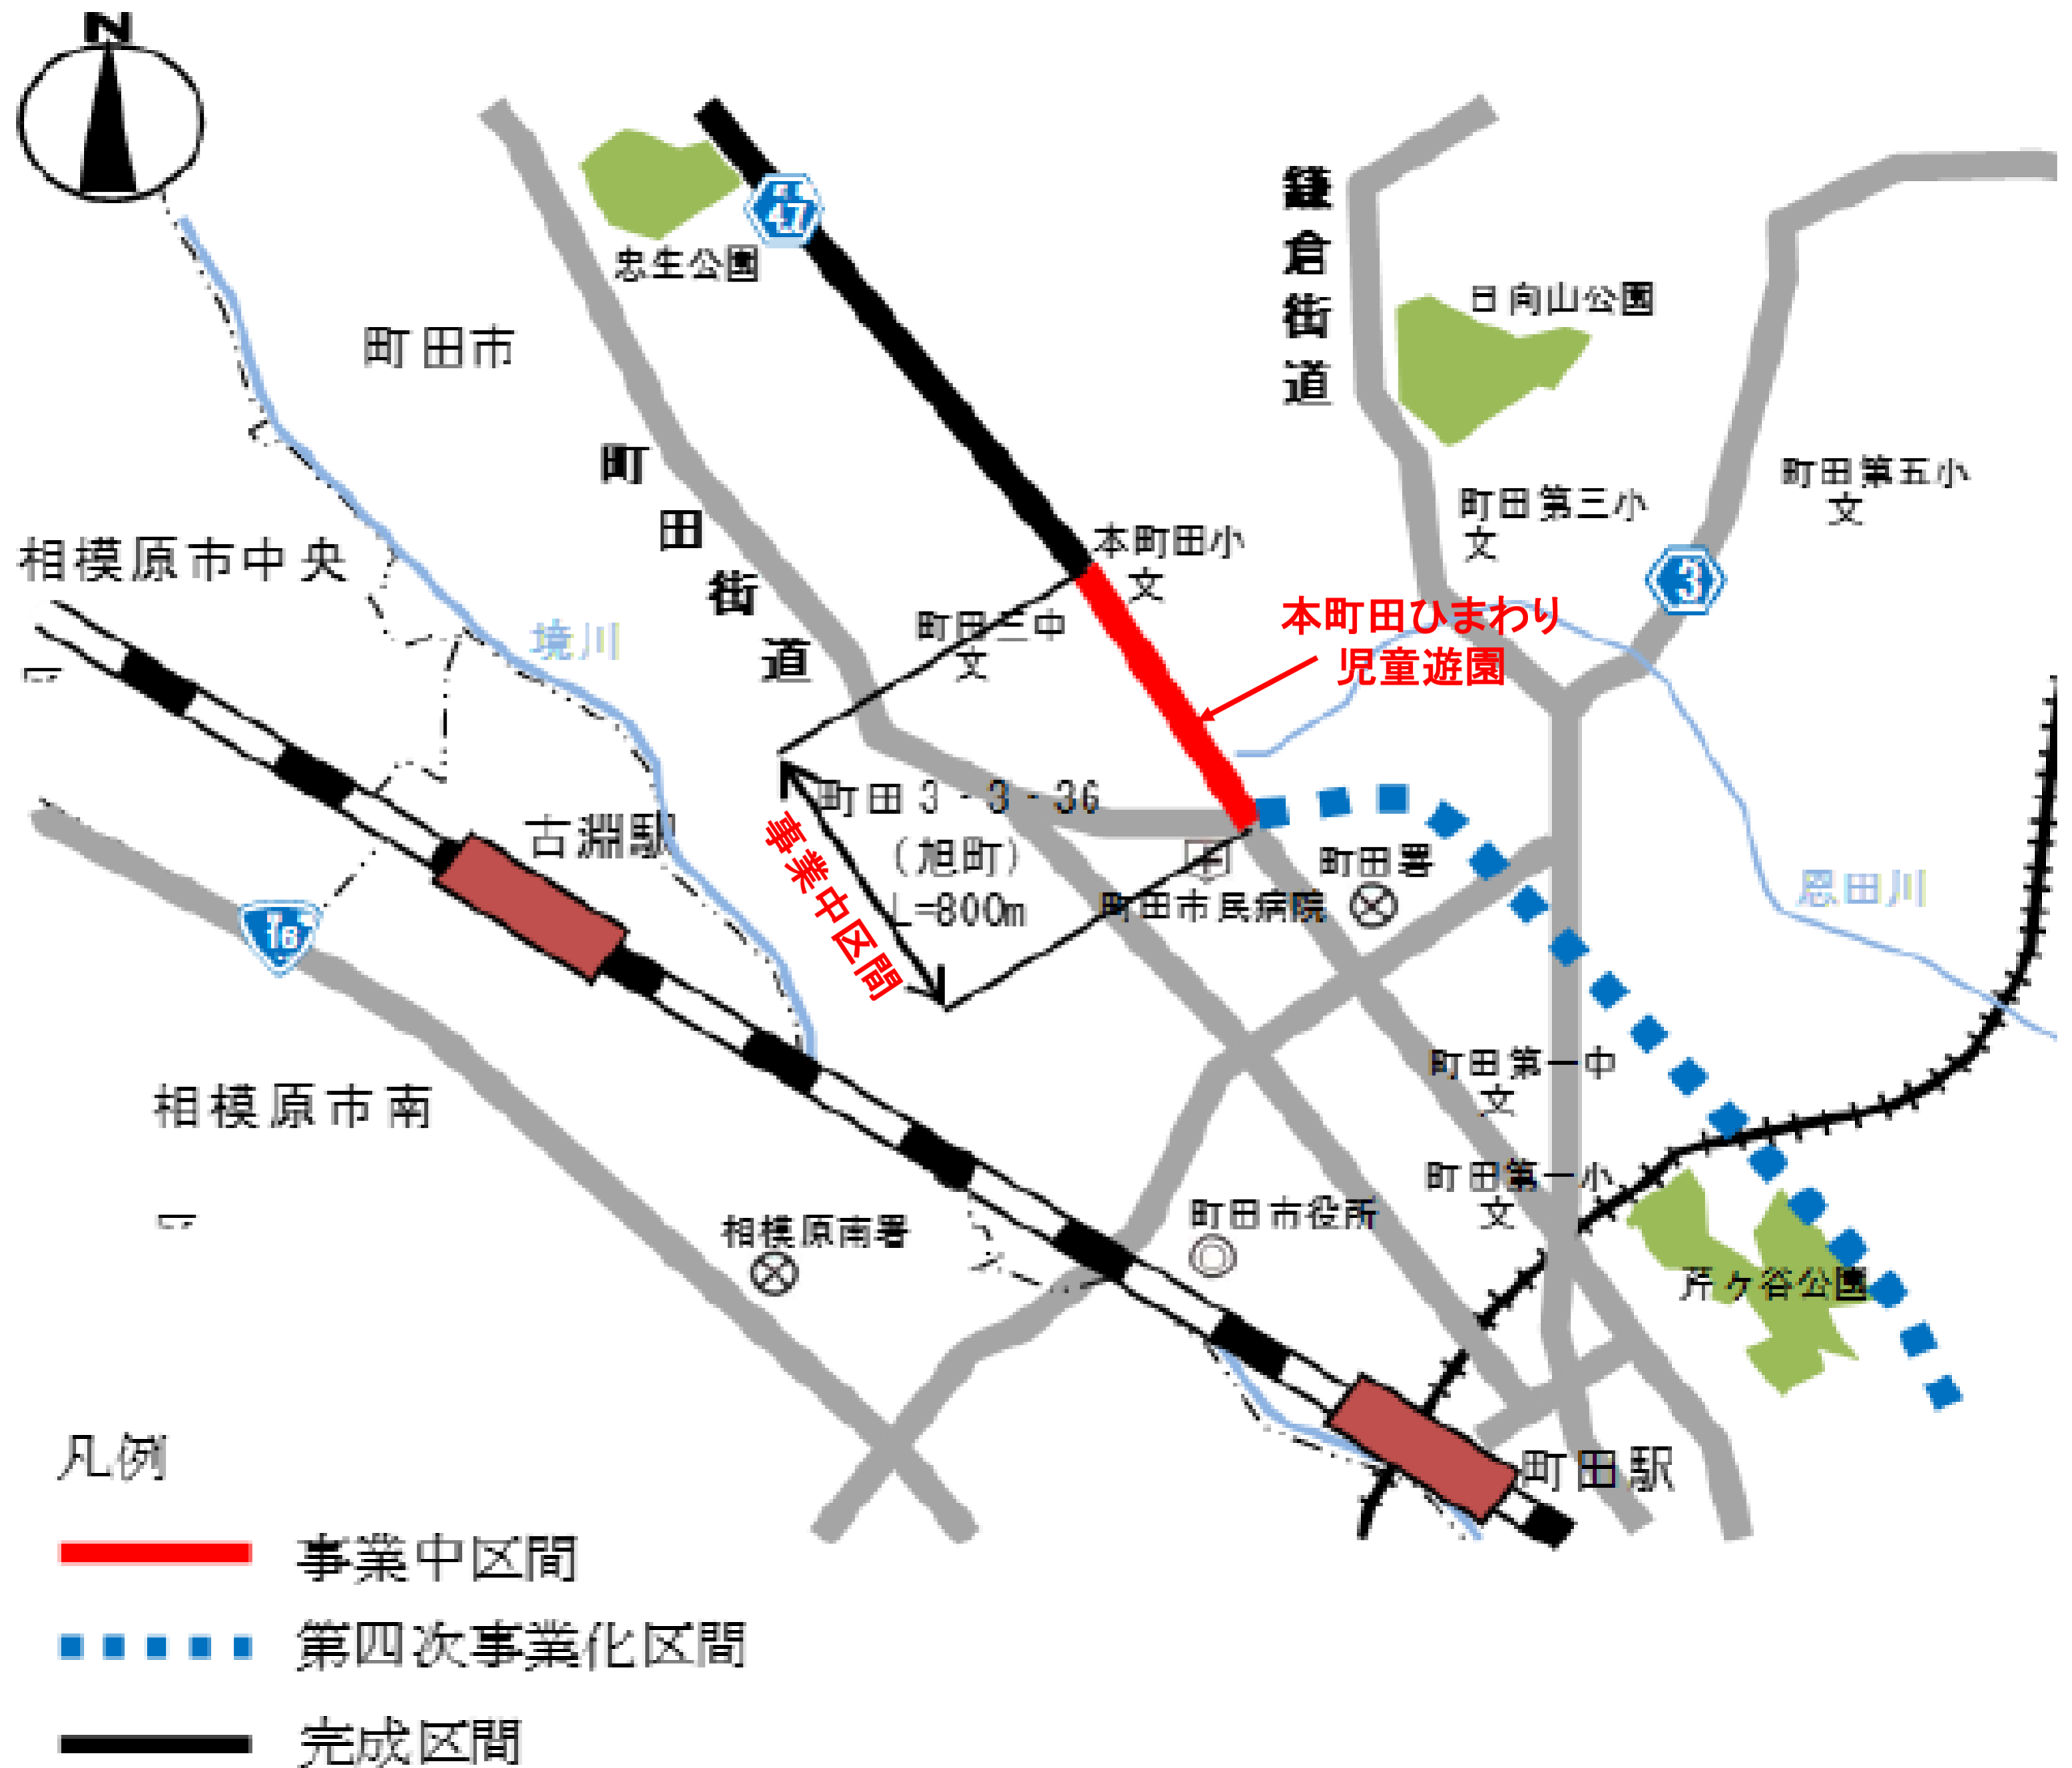 N
47
忠生公園
鎌倉街道
日向山公園
町田市
町田街道
町田第五小
文
町田第三小
文
本町田小
文
相模原市中央
3
本町田ひまわり
児童遊園
町田三中
文
境川
区
町田3-3-36
(旭町)
L=800m
事業中区間
古淵駅
町田署
町田市民病院
恩田川
16
町田第一中
文
相模原市南
区
町田第一小
文
町田市役所
相模原南署
芹ヶ谷公園
町田駅
凡例
事業中区間
第四次事業化区間
完成区間